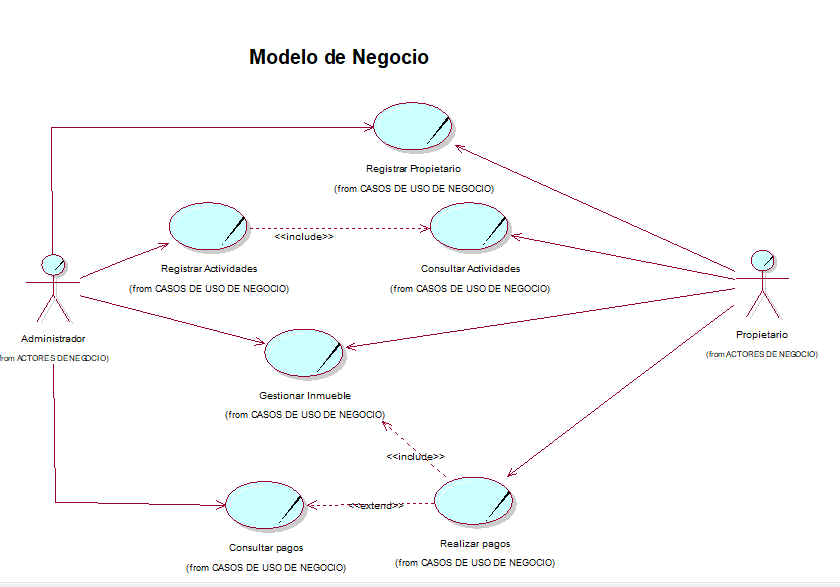 Modelo de Negocio
Registrar Propietario
(from CASOS DE USO DE NEGOCIO)
<<include>>
Registrar Actividades
(from CASOS DE USO DE NEGOCIO)
Consultar Actividades
(from CASOS DE USO DE NEGOCIO)
Administrador
from ACTORES DE NEGOCIO)
Propietario
(from ACTORES DE NEGOCIO)
Gestionar Inmueble
(from CASOS DE USO DE NEGOCIO)
<<include>>
<<extend>>
Consultar pagos
(from CASOS DE USO DE NEGOCIO)
Realizar pagos
(from CASOS DE USO DE NEGOCIO)